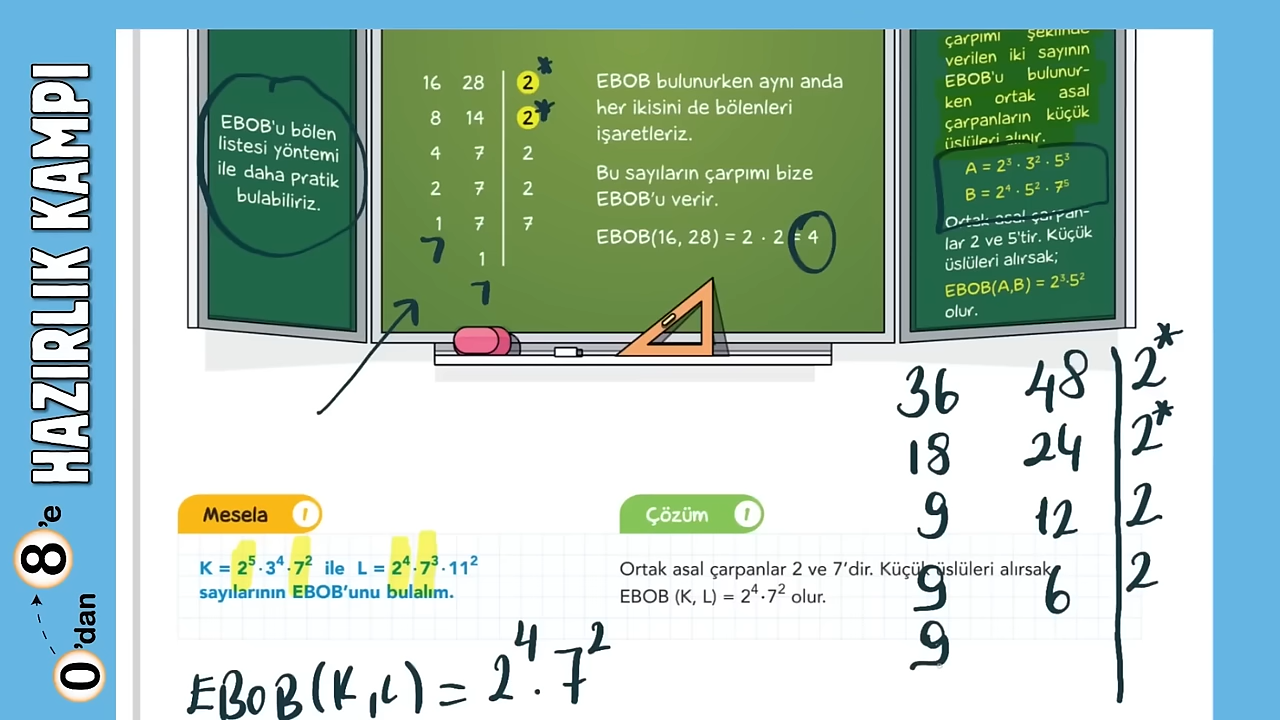 0'dan 8'e HAZIRLIK KAMPI
EBOB'u bölen
listesi yöntemi
ile daha pratik
bulabiliriz.
16 28 2*
8 14 2*
4 7 2
2 7 2
1 7 7
7 1
7
EBOB bulunurken aynı anda
her ikisini de bölenleri
işaretleriz.
Bu sayıların çarpımı bize
EBOB'u verir.
EBOB(16, 28) = 2 · 2 = 4
çarpımı şeklinde
verilen iki sayının
EBOB'u bulunur-
ken ortak asal
çarpanların küçük
üslüleri alınır.
A = 2³ · 3² · 5³
B = 2⁴ · 5² · 7⁵
Ortak asal çarpan-
lar 2 ve 5'tir. Küçük
üslüleri alırsak;
EBOB(A,B) = 2³·5²
olur.
36 48 2*
18 24 2*
9 12 2
9 6 2
9
Mesela 1
K = 2⁵·3⁴·7² ile L = 2⁴·7³·11²
sayılarının EBOB'unu bulalım.
Çözüm 1
Ortak asal çarpanlar 2 ve 7'dir. Küçük üslüleri alırsak
EBOB (K, L) = 2⁴·7² olur.
EBOB(K,L) = 2⁴·7²